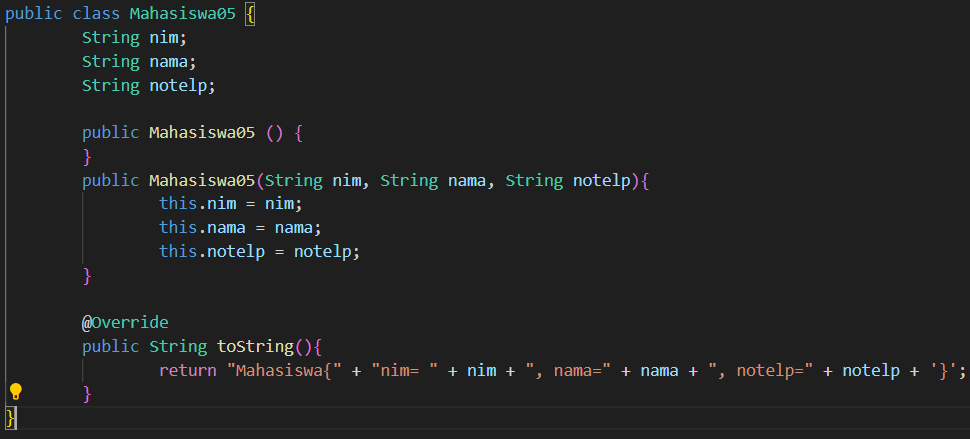 public class Mahasiswa05 {
String nim;
String nama;
String notelp;
public Mahasiswa05 () {
}
public Mahasiswa05(String nim, String nama, String notelp){
this.nim = nim;
this.nama = nama;
this.notelp = notelp;
}
@Override
public String toString(){
return "Mahasiswa{" + "nim= " + nim + ", nama=" + nama + ", notelp=" + notelp + '}';
}
}